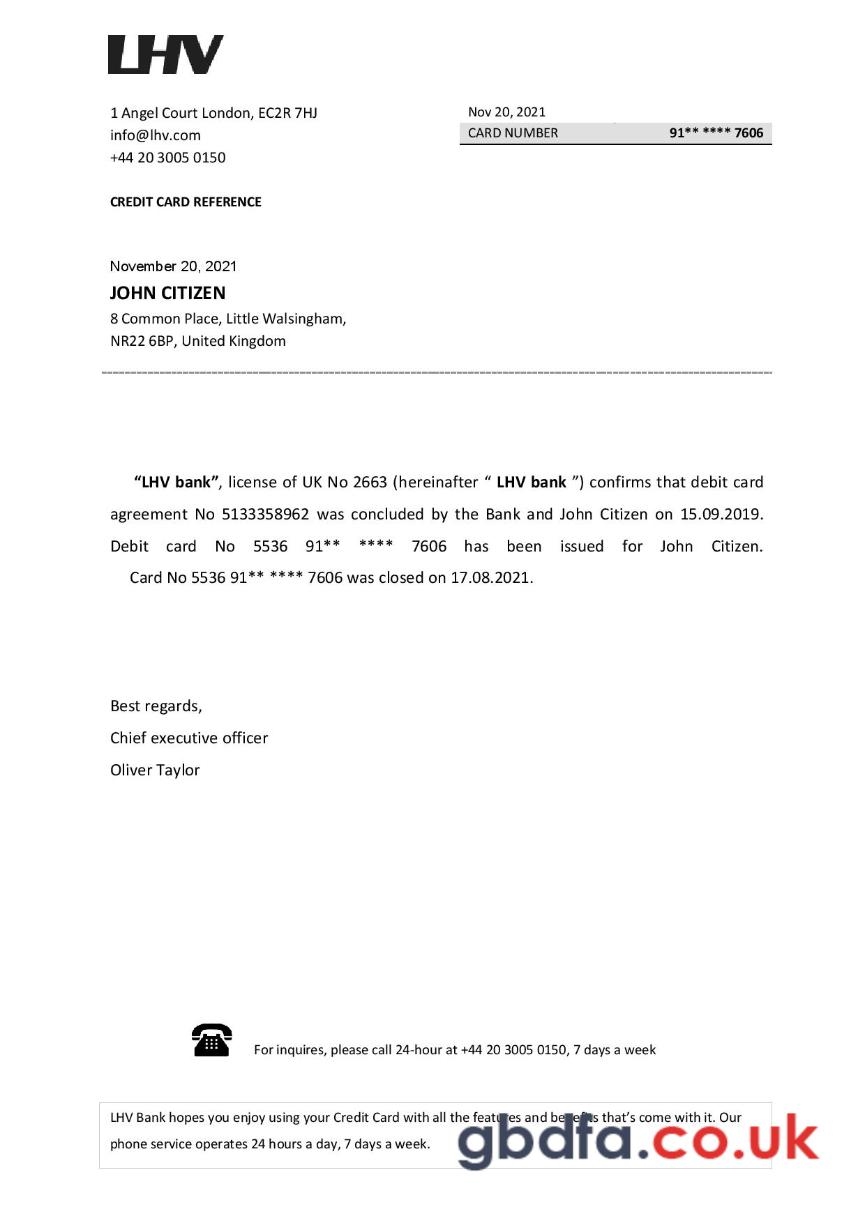 LHV
1 Angel Court London, EC2R 7HJ
info@lhv.com
+44 20 3005 0150
Nov 20, 2021
CARD NUMBER 91** **** 7606
CREDIT CARD REFERENCE
November 20, 2021
JOHN CITIZEN
8 Common Place, Little Walsingham,
NR22 6BP, United Kingdom
“LHV bank”, license of UK No 2663 (hereinafter “ LHV bank ”) confirms that debit card
agreement No 5133358962 was concluded by the Bank and John Citizen on 15.09.2019.
Debit card No 5536 91** **** 7606 has been issued for John Citizen.
Card No 5536 91** **** 7606 was closed on 17.08.2021.
Best regards,
Chief executive officer
Oliver Taylor
For inquires, please call 24-hour at +44 20 3005 0150, 7 days a week
LHV Bank hopes you enjoy using your Credit Card with all the features and benefits that’s come with it. Our
phone service operates 24 hours a day, 7 days a week.
gbdfa.co.uk